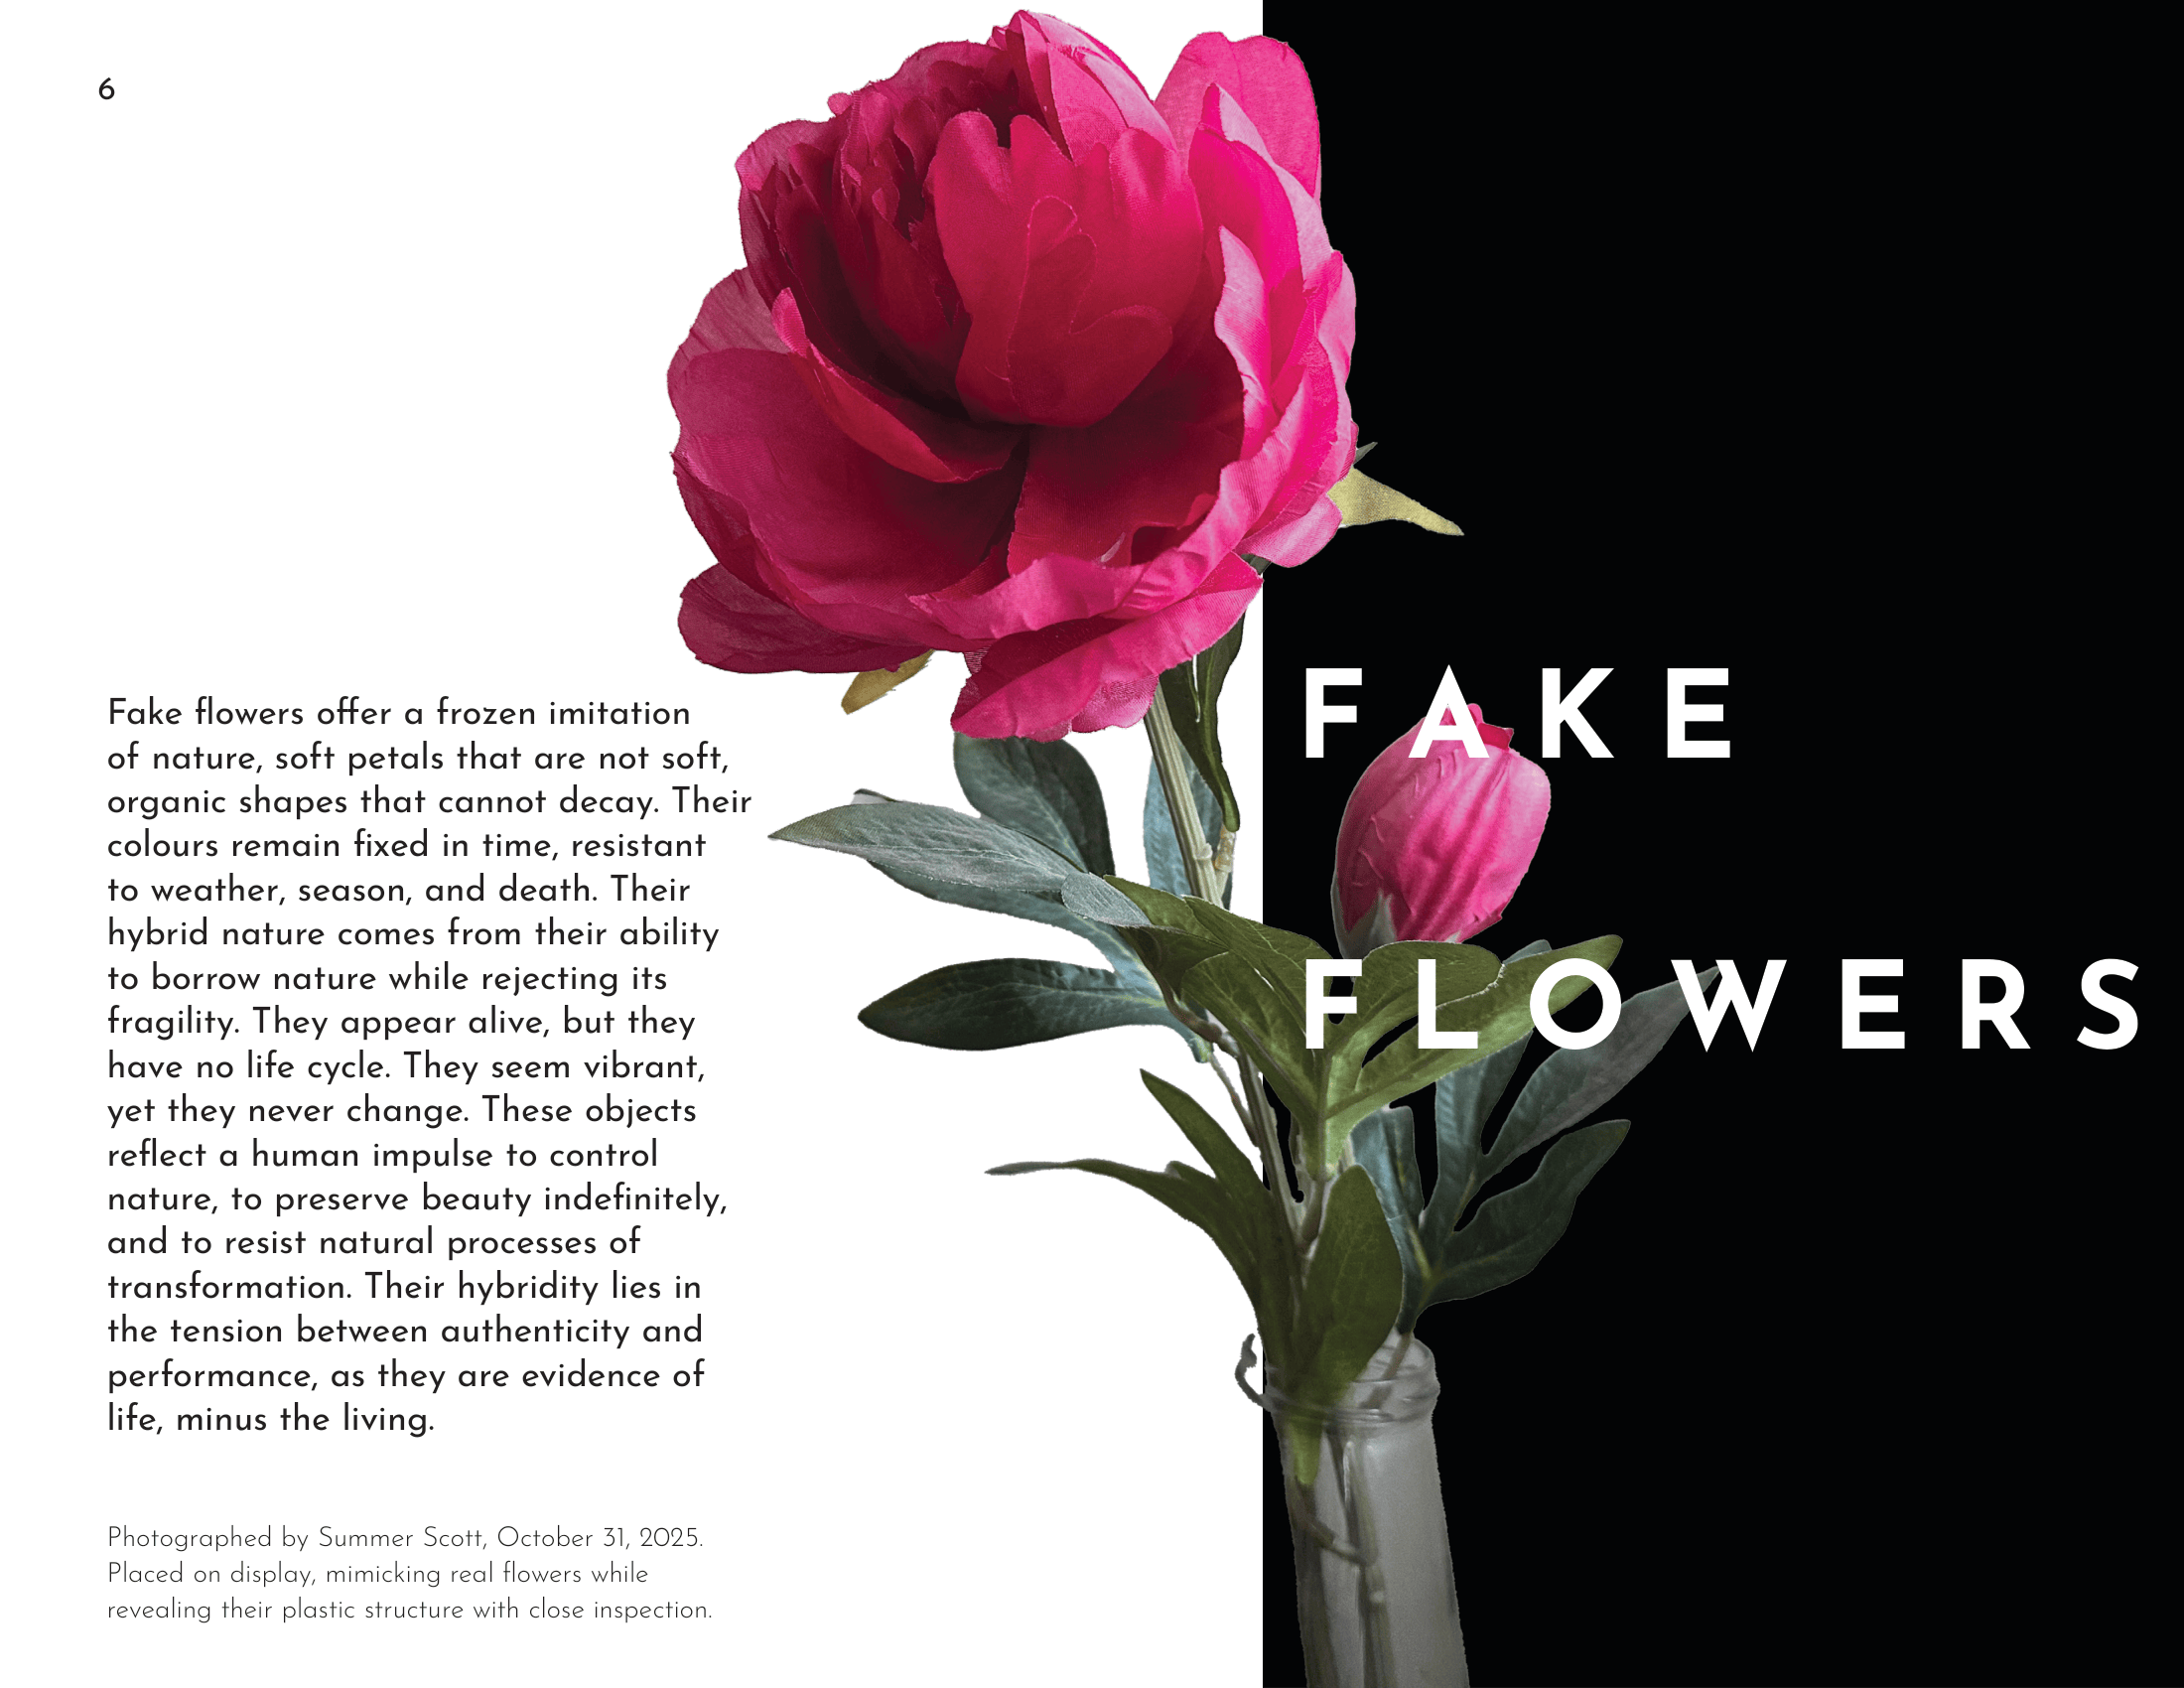 6
Fake flowers offer a frozen imitation
of nature, soft petals that are not soft,
organic shapes that cannot decay. Their
colours remain fixed in time, resistant
to weather, season, and death. Their
hybrid nature comes from their ability
to borrow nature while rejecting its
fragility. They appear alive, but they
have no life cycle. They seem vibrant,
yet they never change. These objects
reflect a human impulse to control
nature, to preserve beauty indefinitely,
and to resist natural processes of
transformation. Their hybridity lies in
the tension between authenticity and
performance, as they are evidence of
life, minus the living.
Photographed by Summer Scott, October 31, 2025.
Placed on display, mimicking real flowers while
revealing their plastic structure with close inspection.
FAKE
FLOWERS